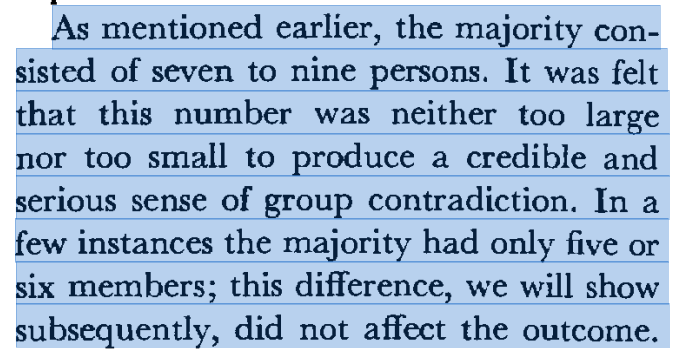 As mentioned earlier, the majority con-
sisted of seven to nine persons. It was felt
that this number was neither too large
nor too small to produce a credible and
serious sense of group contradiction. In a
few instances the majority had only five or
six members; this difference, we will show
subsequently, did not affect the outcome.